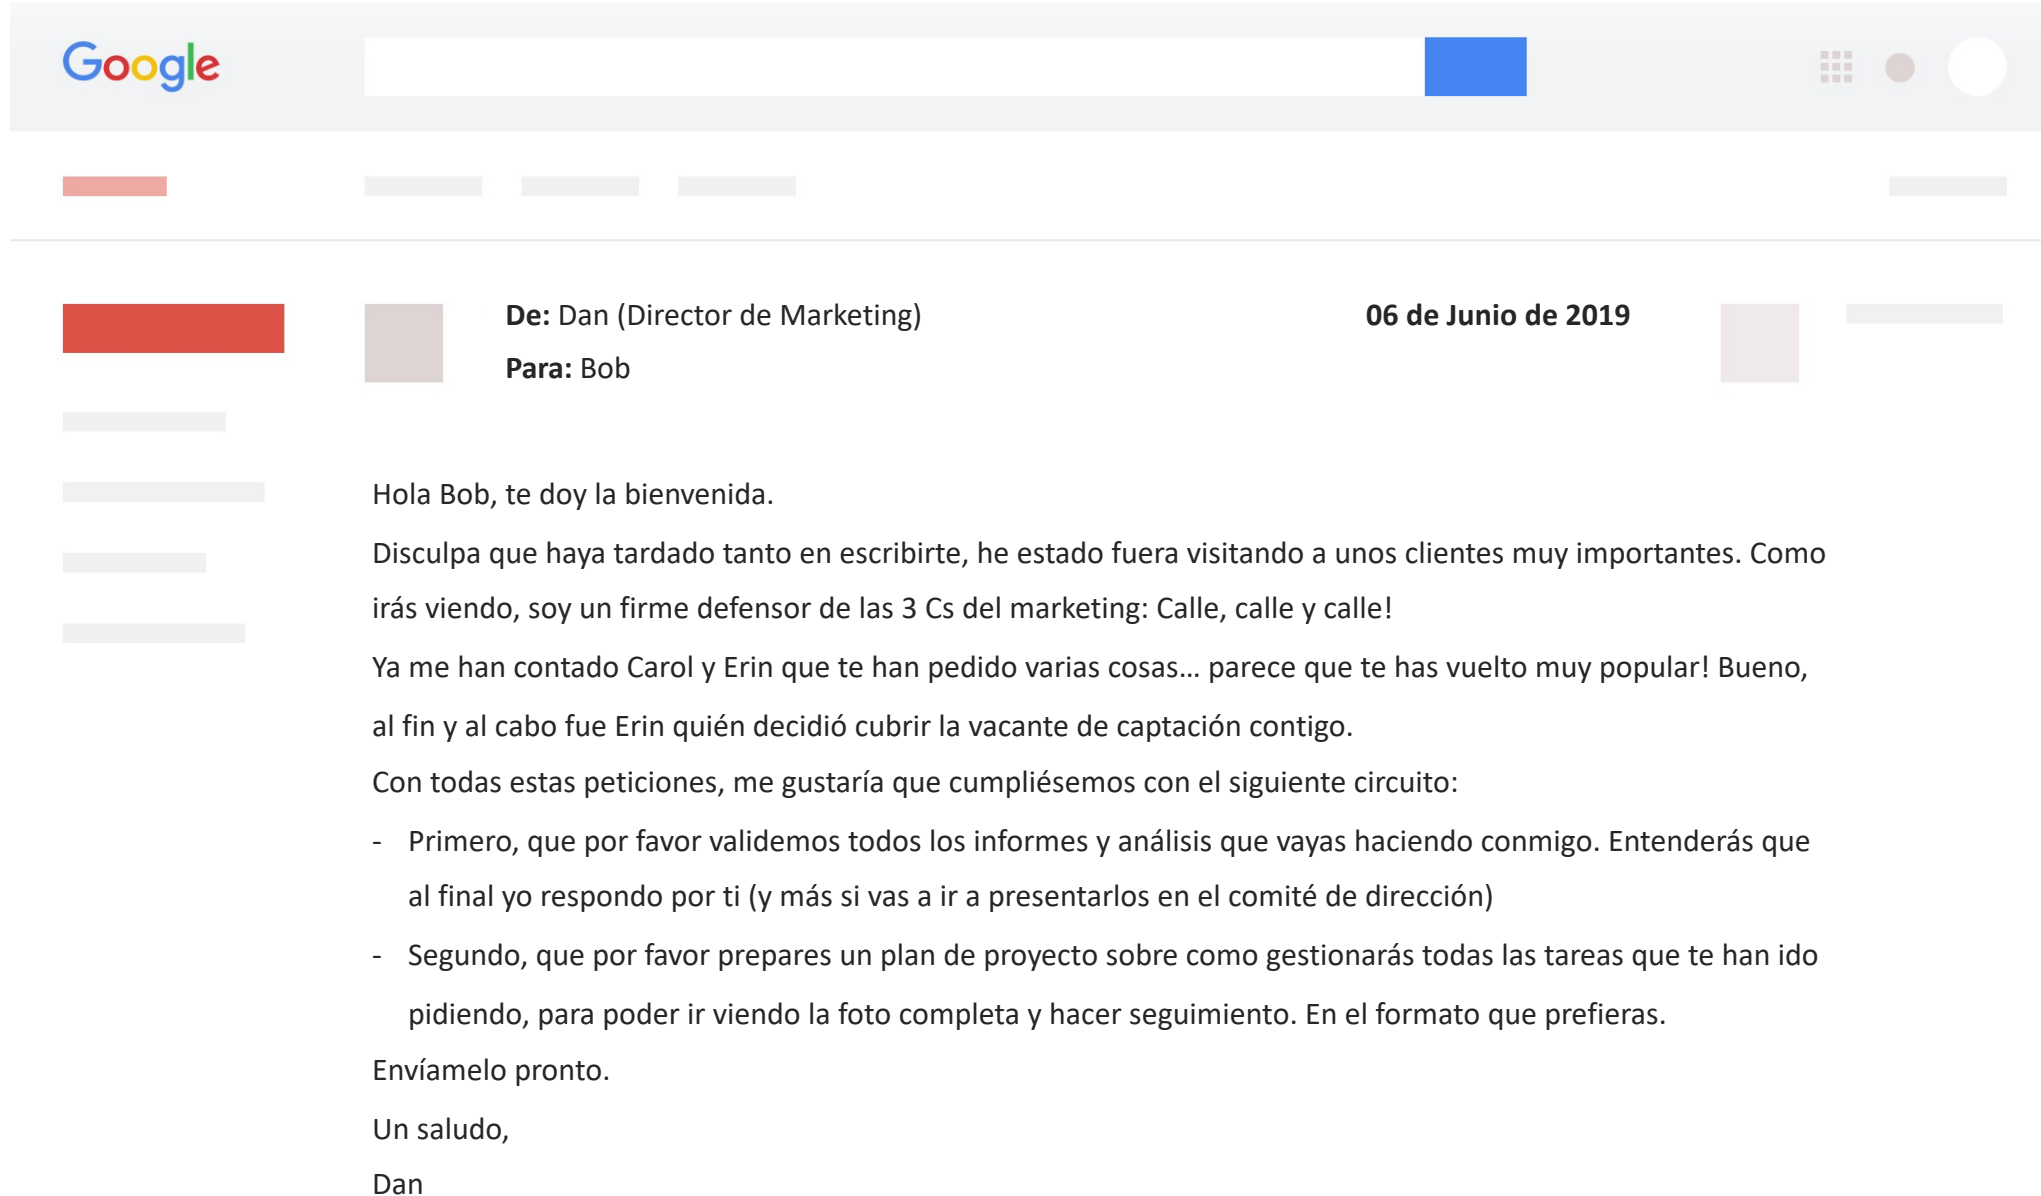 Google
De: Dan (Director de Marketing)
06 de Junio de 2019
Para: Bob
Hola Bob, te doy la bienvenida.
Disculpa que haya tardado tanto en escribirte, he estado fuera visitando a unos clientes muy importantes. Como
irás viendo, soy un firme defensor de las 3 Cs del marketing: Calle, calle y calle!
Ya me han contado Carol y Erin que te han pedido varias cosas… parece que te has vuelto muy popular! Bueno,
al fin y al cabo fue Erin quién decidió cubrir la vacante de captación contigo.
Con todas estas peticiones, me gustaría que cumpliésemos con el siguiente circuito:
- Primero, que por favor validemos todos los informes y análisis que vayas haciendo conmigo. Entenderás que
al final yo respondo por ti (y más si vas a ir a presentarlos en el comité de dirección)
- Segundo, que por favor prepares un plan de proyecto sobre como gestionarás todas las tareas que te han ido
pidiendo, para poder ir viendo la foto completa y hacer seguimiento. En el formato que prefieras.
Envíamelo pronto.
Un saludo,
Dan